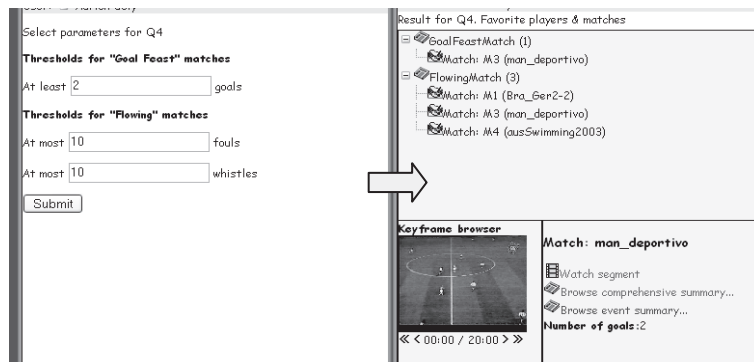 Select parameters for Q4
Thresholds for "Goal Feast" matches
At least 2 goals
Thresholds for "Flowing" matches
At most 10 fouls
At most 10 whistles
Submit
Result for Q4. Favorite players & matches
GoalFeastMatch (1)
Match: M3 (man_deportivo)
FlowingMatch (3)
Match: M1 (Bra_Ger2-2)
Match: M3 (man_deportivo)
Match: M4 (ausSwimming2003)
Keyframe browser
« < 00:00 / 20:00 > »
Match: man_deportivo
Watch segment
Browse comprehensive summary...
Browse event summary...
Number of goals:2